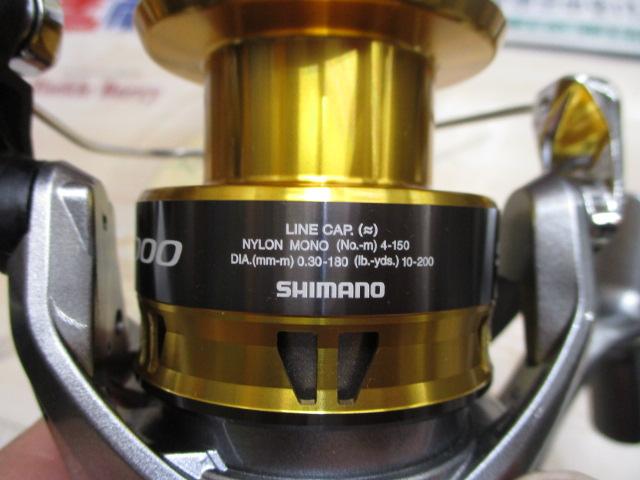 LINE CAP. (≈)
NYLON MONO (No.-m) 4-150
DIA.(mm-m) 0.30-180 (lb.-yds.) 10-200
000
SHIMANO